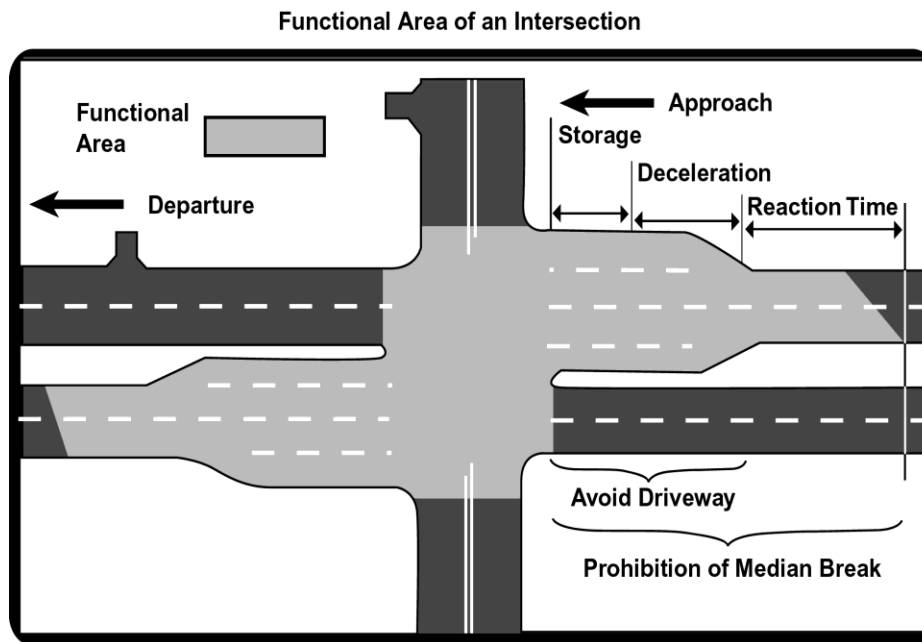 Functional Area of an Intersection
Functional
Area
Approach
Storage
Deceleration
Departure
Reaction Time
Avoid Driveway
Prohibition of Median Break